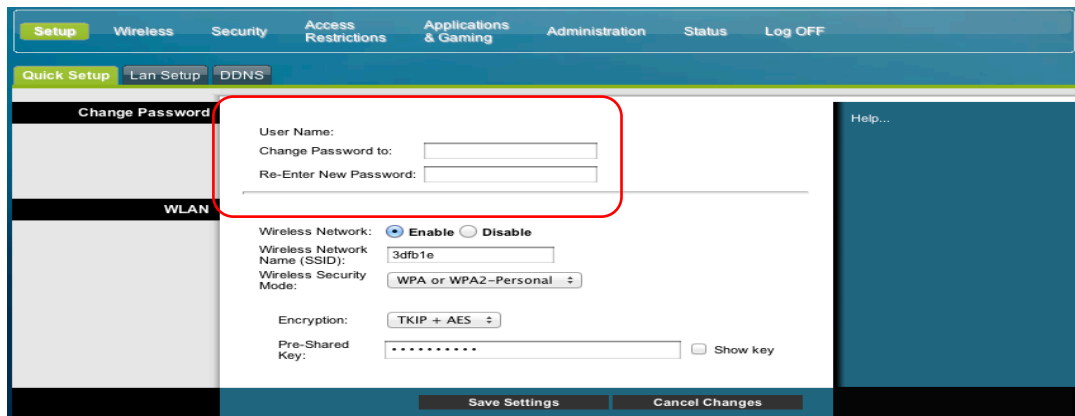 Setup Wireless Security Access Restrictions Applications & Gaming Administration Status Log OFF
Quick Setup Lan Setup DDNS
Change Password
Help...
User Name:
Change Password to:
Re-Enter New Password:
WLAN
Wireless Network: Enable Disable
Wireless Network
Name (SSID): 3dfb1e
Wireless Security
Mode: WPA or WPA2-Personal
Encryption: TKIP + AES
Pre-Shared
Key: •••••••••• Show key
Save Settings Cancel Changes